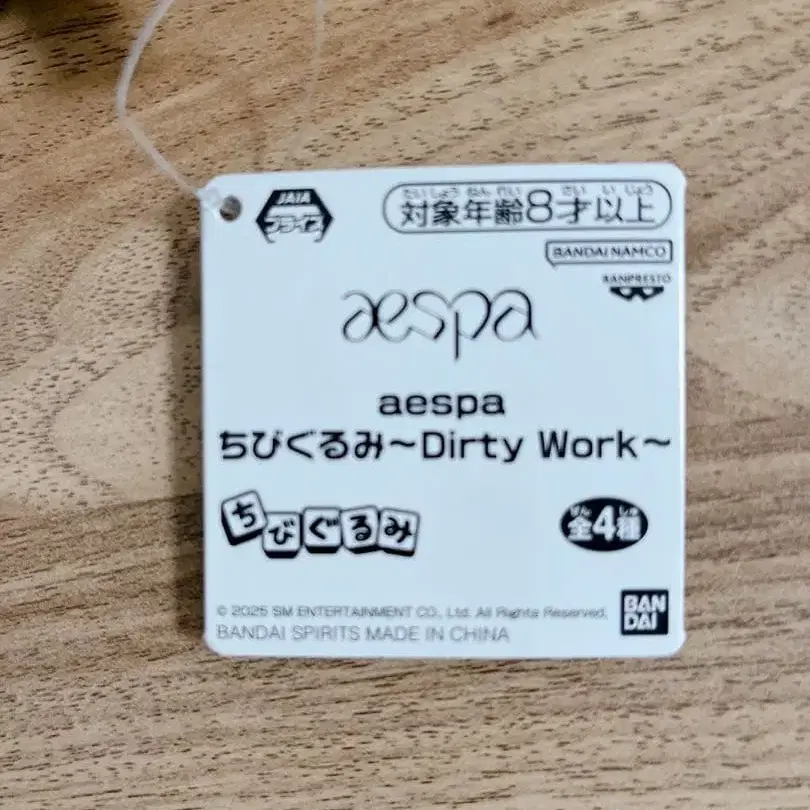 JAIA
プライズ
たいしょうねんれい さい いじょう
対象年齢8才以上
BANDAI NAMCO
BANPRESTO
aespa
aespa
ちびぐるみ～Dirty Work～
ちびぐるみ
ぜん しゅ
全4種
© 2025 SM ENTERTAINMENT CO., Ltd. All Rights Reserved.
BANDAI SPIRITS MADE IN CHINA
BAN
DAI